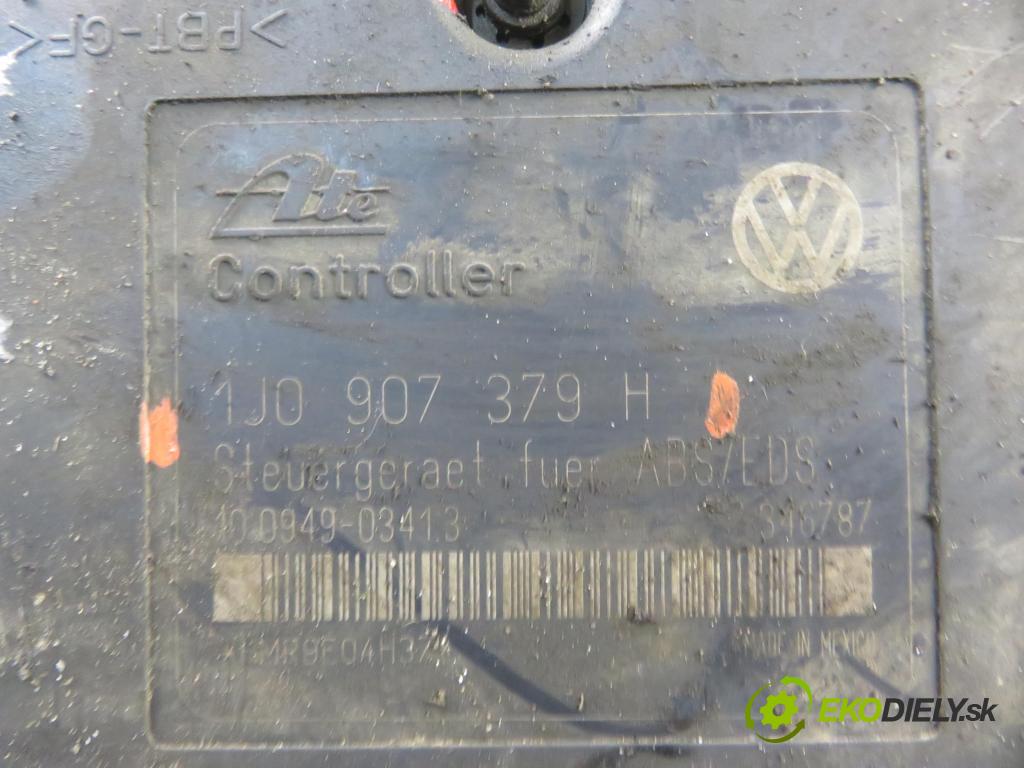 >PBT-GF<
Ate
Controller
1J0 907 379 H
Steuergeraet fuer ABS/EDS
10.0949-0341.3 346787
MADE IN MEXICO
EKODIELY.sk